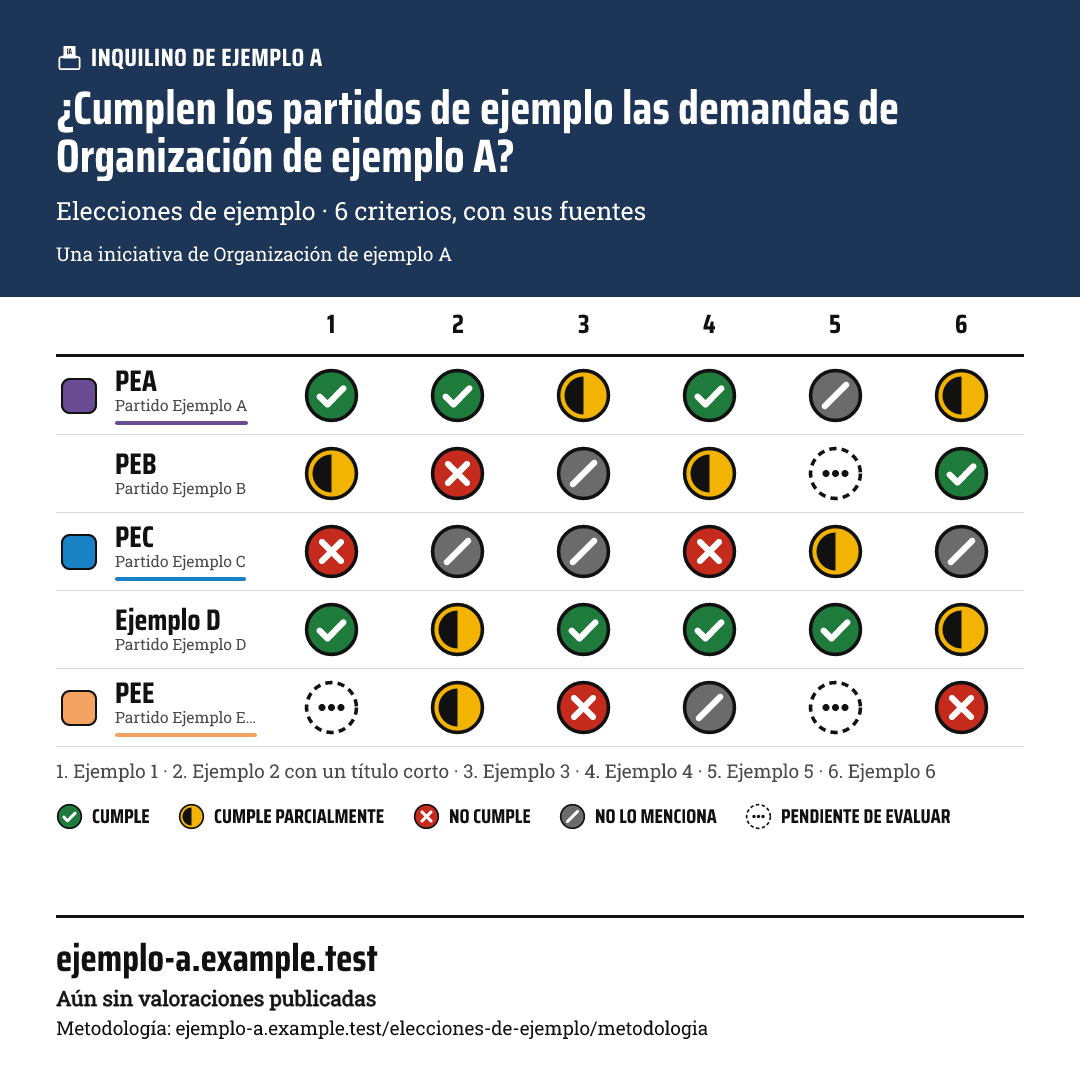 IA
INQUILINO DE EJEMPLO A
¿Cumplen los partidos de ejemplo las demandas de
Organización de ejemplo A?
Elecciones de ejemplo · 6 criterios, con sus fuentes
Una iniciativa de Organización de ejemplo A
1 2 3 4 5 6
PEA
Partido Ejemplo A
PEB
Partido Ejemplo B
PEC
Partido Ejemplo C
Ejemplo D
Partido Ejemplo D
PEE
Partido Ejemplo E...
1. Ejemplo 1 · 2. Ejemplo 2 con un título corto · 3. Ejemplo 3 · 4. Ejemplo 4 · 5. Ejemplo 5 · 6. Ejemplo 6
CUMPLE CUMPLE PARCIALMENTE NO CUMPLE NO LO MENCIONA PENDIENTE DE EVALUAR
ejemplo-a.example.test
Aún sin valoraciones publicadas
Metodología: ejemplo-a.example.test/elecciones-de-ejemplo/metodologia